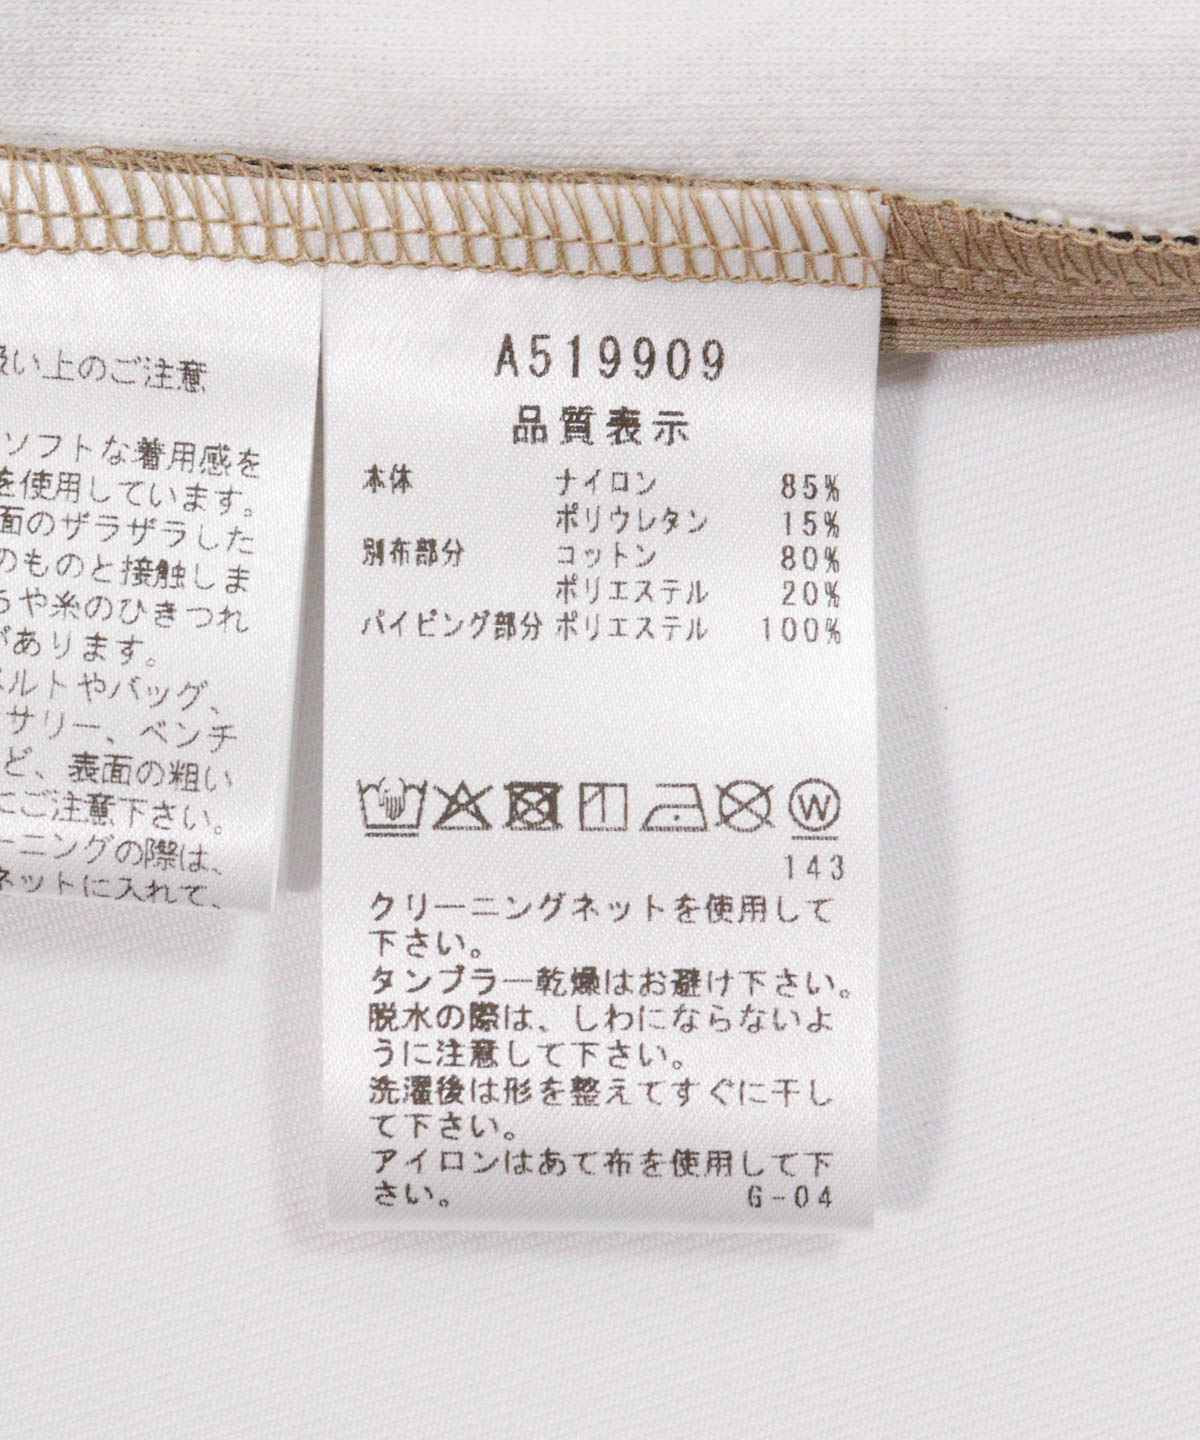 い上のご注意
ソフトな着用感を
を使用しています。
面のザラザラした
のものと接触しま
や糸のひきつれ
があります。
ベルトやバッグ、
サリー、ベンチ
ど、表面の粗い
にご注意下さい。
ーニングの際は、
ネットに入れて、
A519909
品質表示
本体 ナイロン 85%
ポリウレタン 15%
別布部分 コットン 80%
ポリエステル 20%
パイピング部分 ポリエステル 100%
W
143
クリーニングネットを使用して
下さい。
タンブラー乾燥はお避け下さい。
脱水の際は、しわにならないよ
うに注意して下さい。
洗濯後は形を整えてすぐに干し
て下さい。
アイロンはあて布を使用して下
さい。 G-04